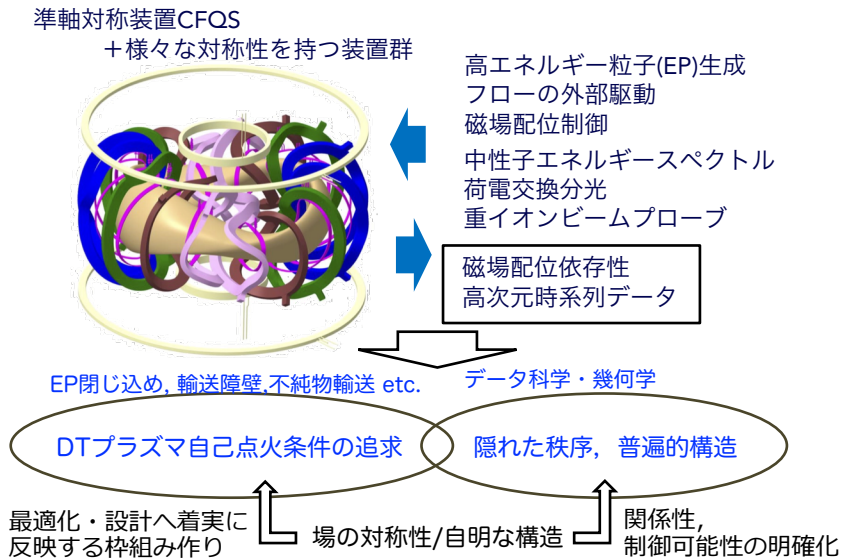 準軸対称装置CFQS
＋様々な対称性を持つ装置群
高エネルギー粒子(EP)生成
フローの外部駆動
磁場配位制御
中性子エネルギースペクトル
荷電交換分光
重イオンビームプローブ
磁場配位依存性
高次元時系列データ
EP閉じ込め, 輸送障壁,不純物輸送 etc.
データ科学・幾何学
DTプラズマ自己点火条件の追求
隠れた秩序，普遍的構造
最適化・設計へ着実に
反映する枠組み作り
場の対称性/自明な構造
関係性,
制御可能性の明確化